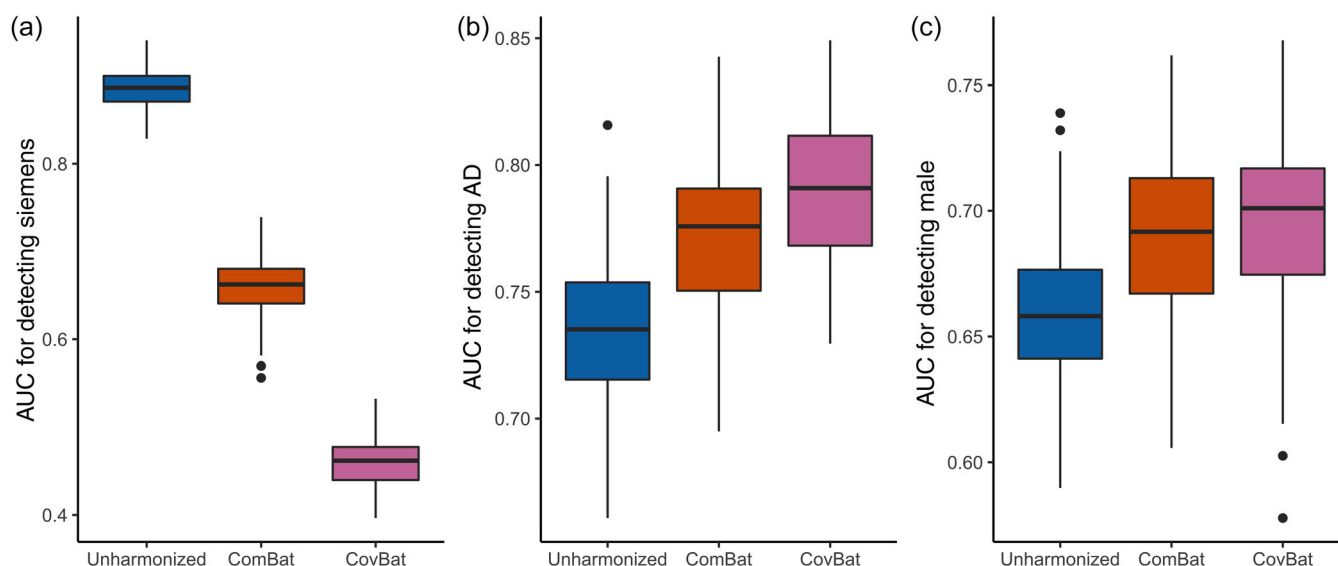 (a)
AUC for detecting siemens
0.8
0.6
0.4
Unharmonized
ComBat
CovBat
(b)
AUC for detecting AD
0.85
0.80
0.75
0.70
Unharmonized
ComBat
CovBat
(c)
AUC for detecting male
0.75
0.70
0.65
0.60
Unharmonized
ComBat
CovBat